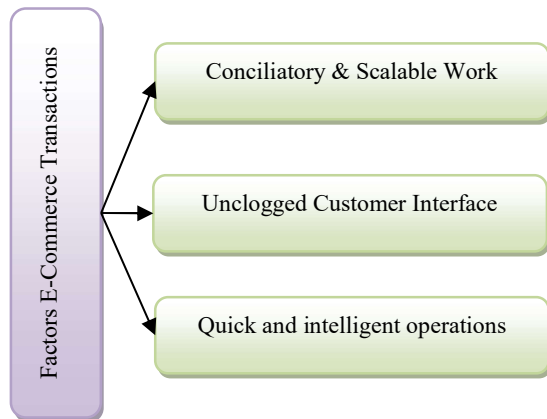 Factors E-Commerce Transactions
Conciliatory & Scalable Work
Unclogged Customer Interface
Quick and intelligent operations